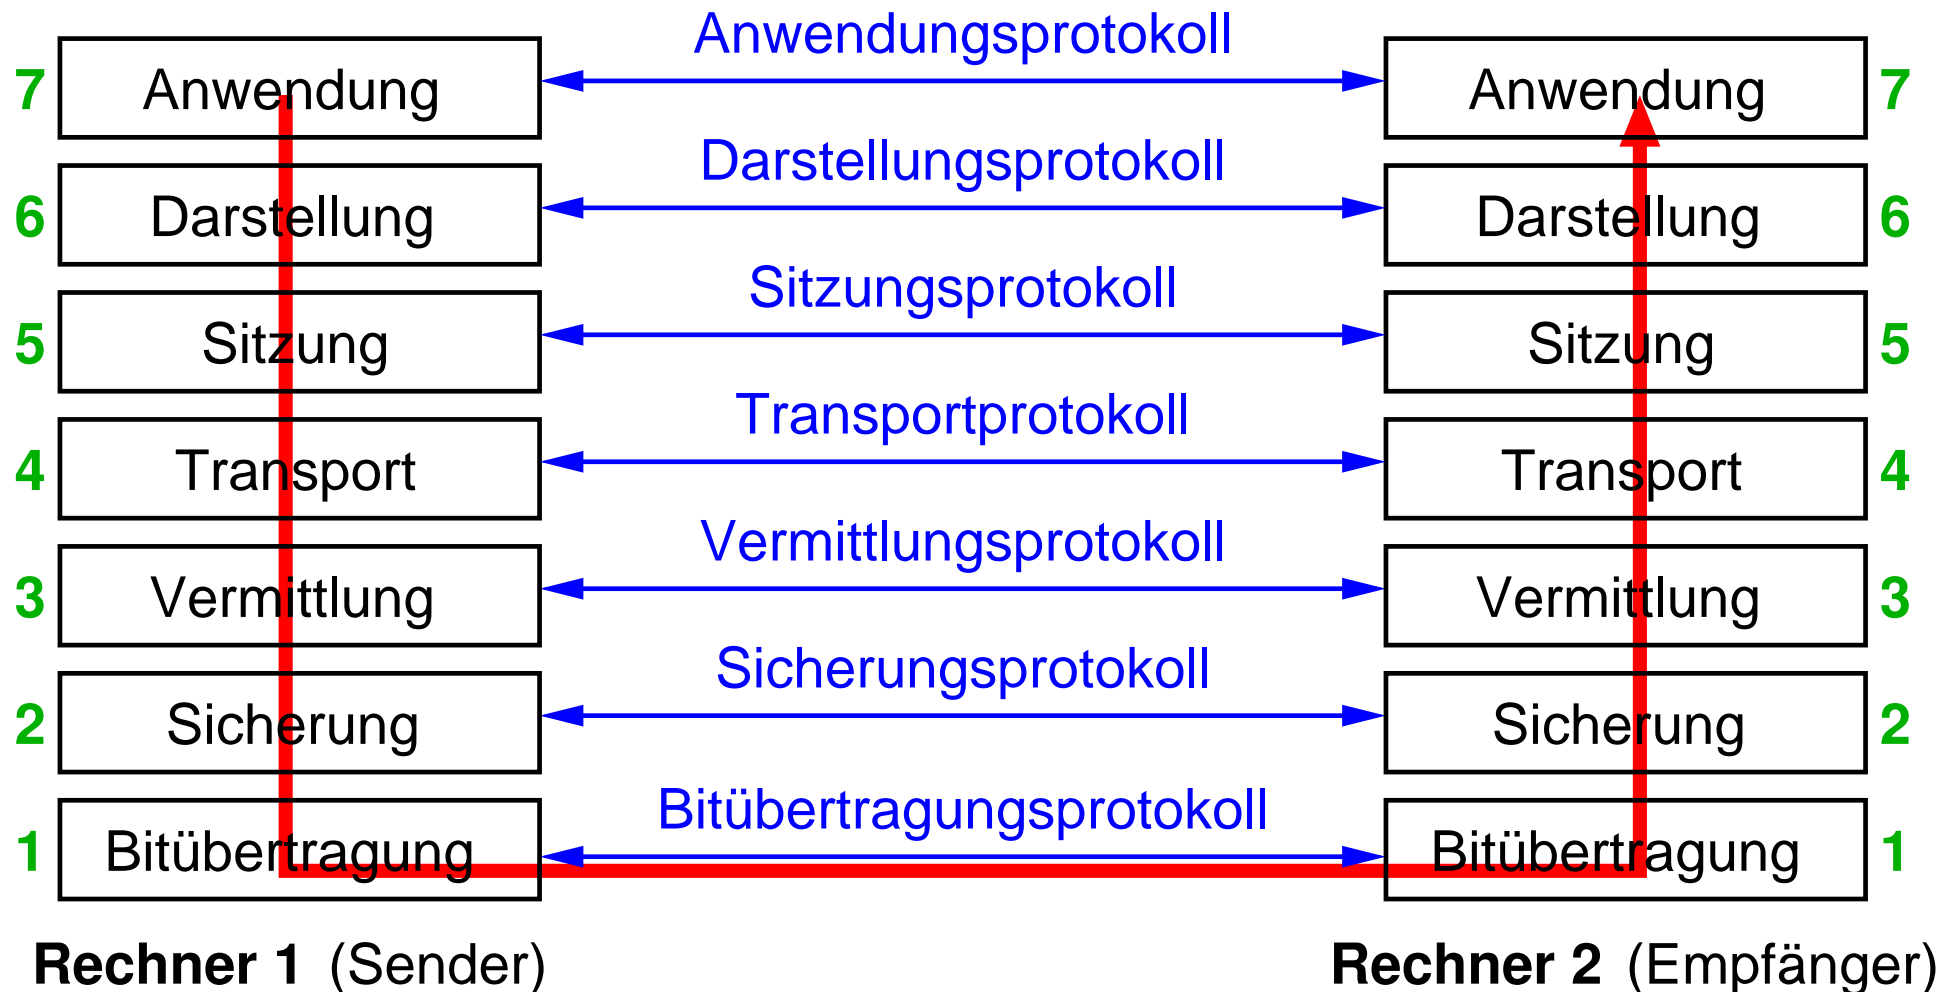 Anwendungsprotokoll
7 Anwendung Anwendung 7
Darstellungsprotokoll
6 Darstellung Darstellung 6
Sitzungsprotokoll
5 Sitzung Sitzung 5
Transportprotokoll
4 Transport Transport 4
Vermittlungsprotokoll
3 Vermittlung Vermittlung 3
Sicherungsprotokoll
2 Sicherung Sicherung 2
Bitübertragungsprotokoll
1 Bitübertragung Bitübertragung 1
Rechner 1 (Sender) Rechner 2 (Empfänger)